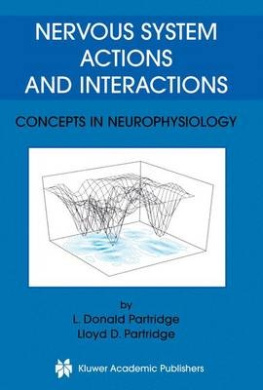 NERVOUS SYSTEM
ACTIONS
AND INTERACTIONS
CONCEPTS IN NEUROPHYSIOLOGY
by
L. Donald Partridge
Lloyd D. Partridge
Kluwer Academic Publishers